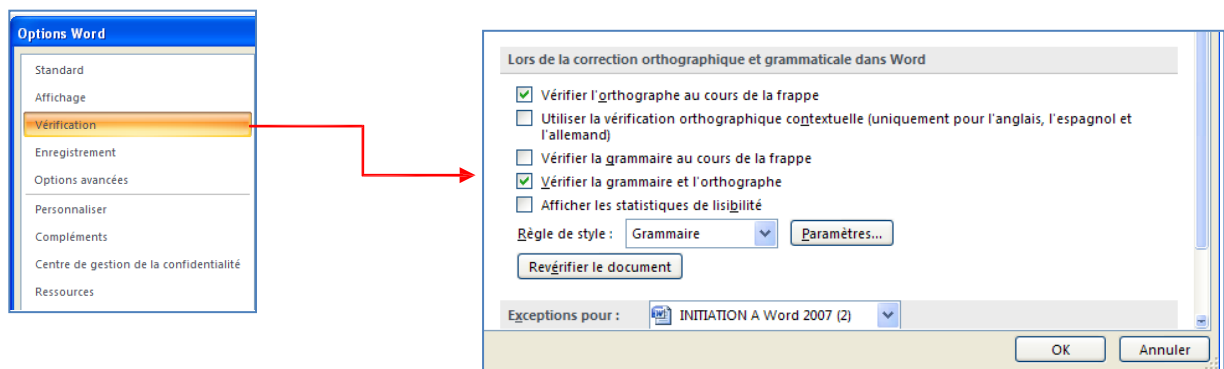 Options Word
Standard
Affichage
Vérification
Enregistrement
Options avancées
Personnaliser
Compléments
Centre de gestion de la confidentialité
Ressources
Lors de la correction orthographique et grammaticale dans Word
Vérifier l'orthographe au cours de la frappe
Utiliser la vérification orthographique contextuelle (uniquement pour l'anglais, l'espagnol et
l'allemand)
Vérifier la grammaire au cours de la frappe
Vérifier la grammaire et l'orthographe
Afficher les statistiques de lisibilité
Règle de style : Grammaire Paramètres...
Revérifier le document
Exceptions pour : INITIATION A Word 2007 (2)
OK Annuler